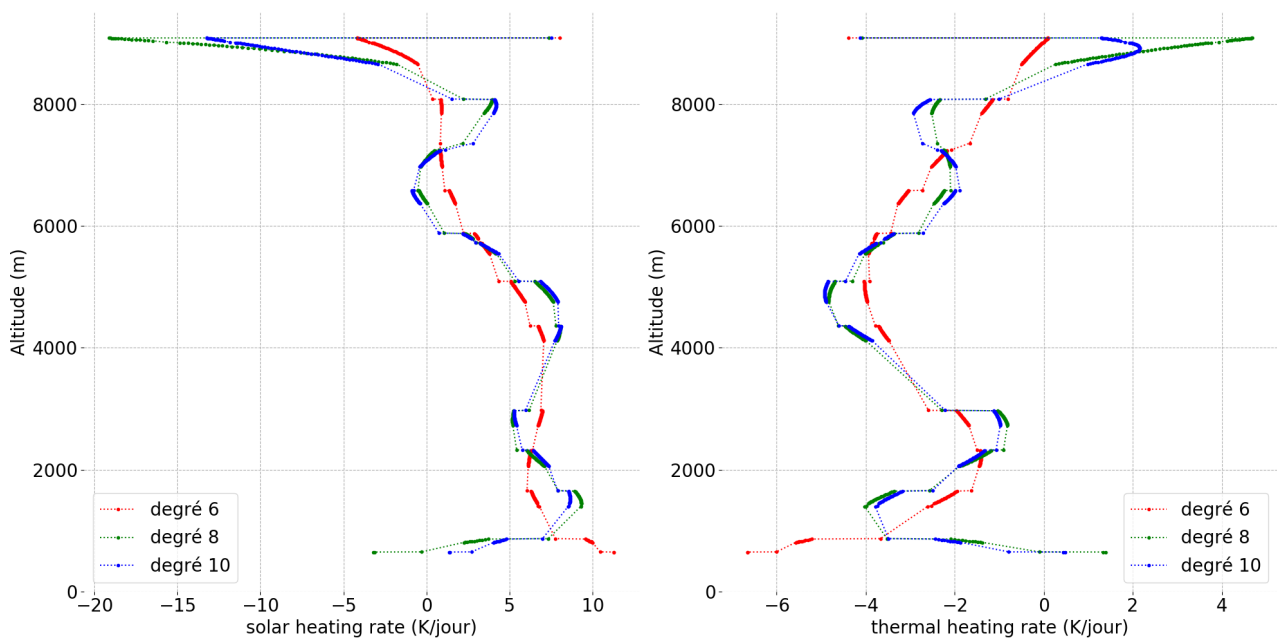 8000
6000
4000
2000
0
Altitude (m)
−20 −15 −10 −5 0 5 10
solar heating rate (K/jour)
degré 6
degré 8
degré 10
8000
6000
4000
2000
0
Altitude (m)
−6 −4 −2 0 2 4
thermal heating rate (K/jour)
degré 6
degré 8
degré 10